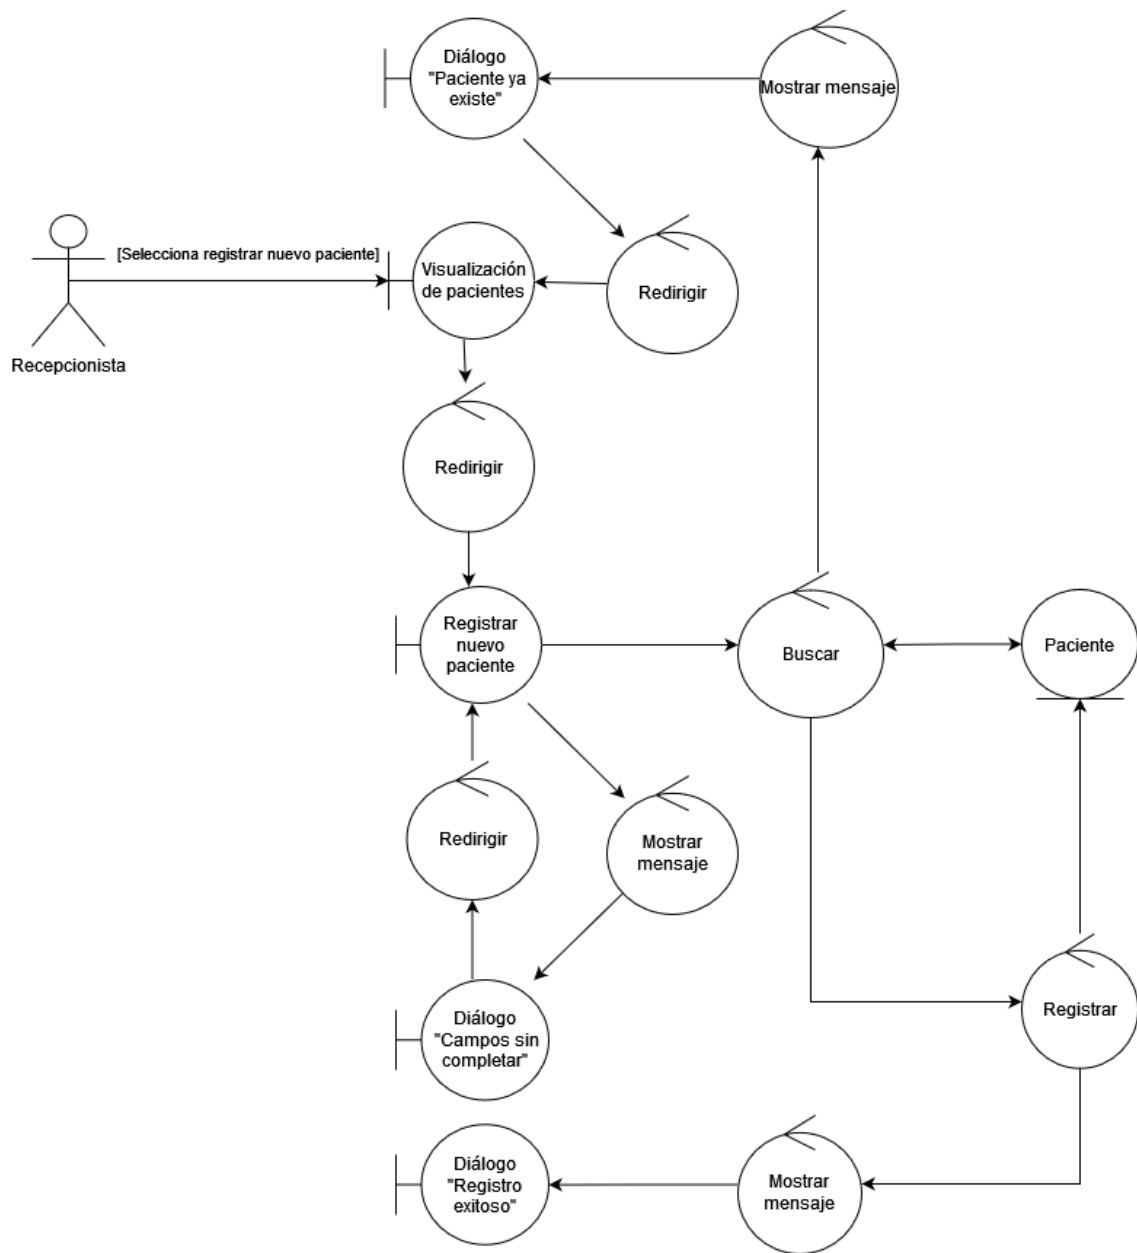 Diálogo
"Paciente ya
existe"
Mostrar mensaje
[Selecciona registrar nuevo paciente]
Visualización
de pacientes
Redirigir
Recepcionista
Redirigir
Registrar
nuevo
paciente
Buscar
Paciente
Redirigir
Mostrar
mensaje
Diálogo
"Campos sin
completar"
Registrar
Diálogo
"Registro
exitoso"
Mostrar
mensaje